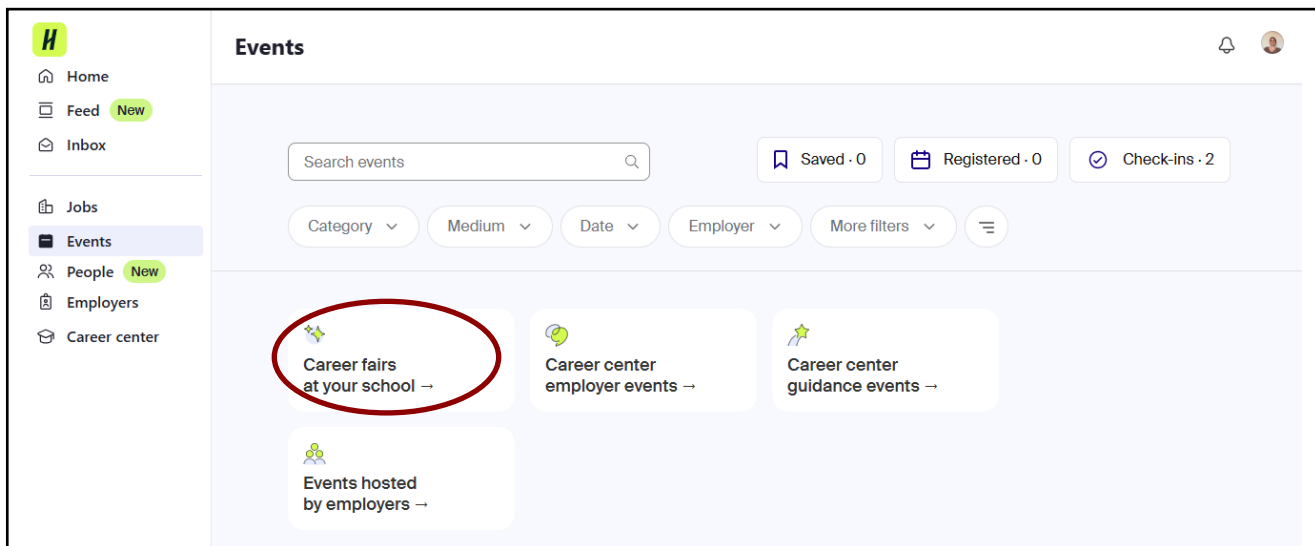 H
Home
Feed New
Inbox
Jobs
Events
People New
Employers
Career center
Events
Search events
Saved · 0
Registered · 0
Check-ins · 2
Category
Medium
Date
Employer
More filters
Career fairs
at your school →
Career center
employer events →
Career center
guidance events →
Events hosted
by employers →